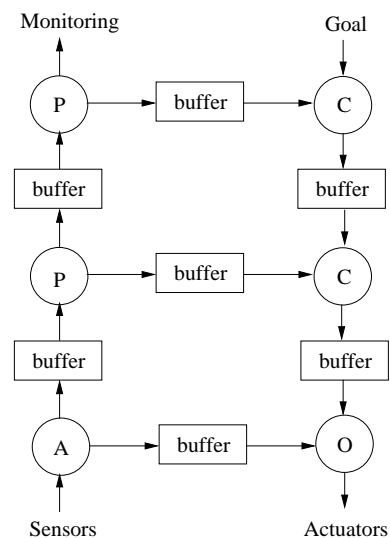 Monitoring Goal
P buffer C
buffer buffer
P buffer C
buffer buffer
A buffer O
Sensors Actuators